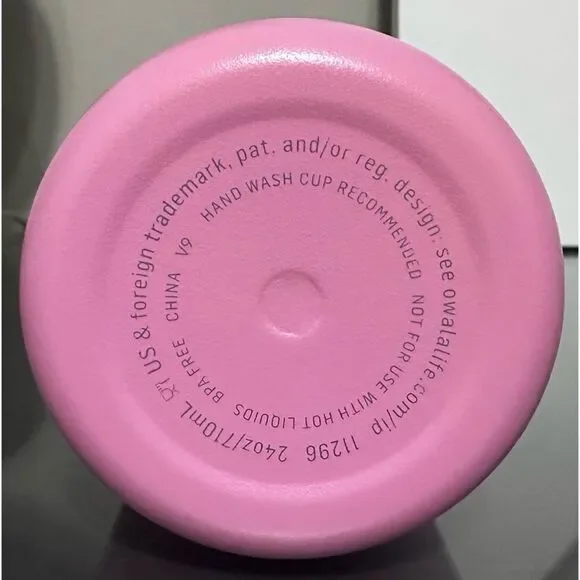 US & foreign trademark, pat. and/or reg. design: see owalalife.com/ip 11296 24oz/710mL
HAND WASH CUP RECOMMENDED NOT FOR USE WITH HOT LIQUIDS BPA FREE CHINA V9